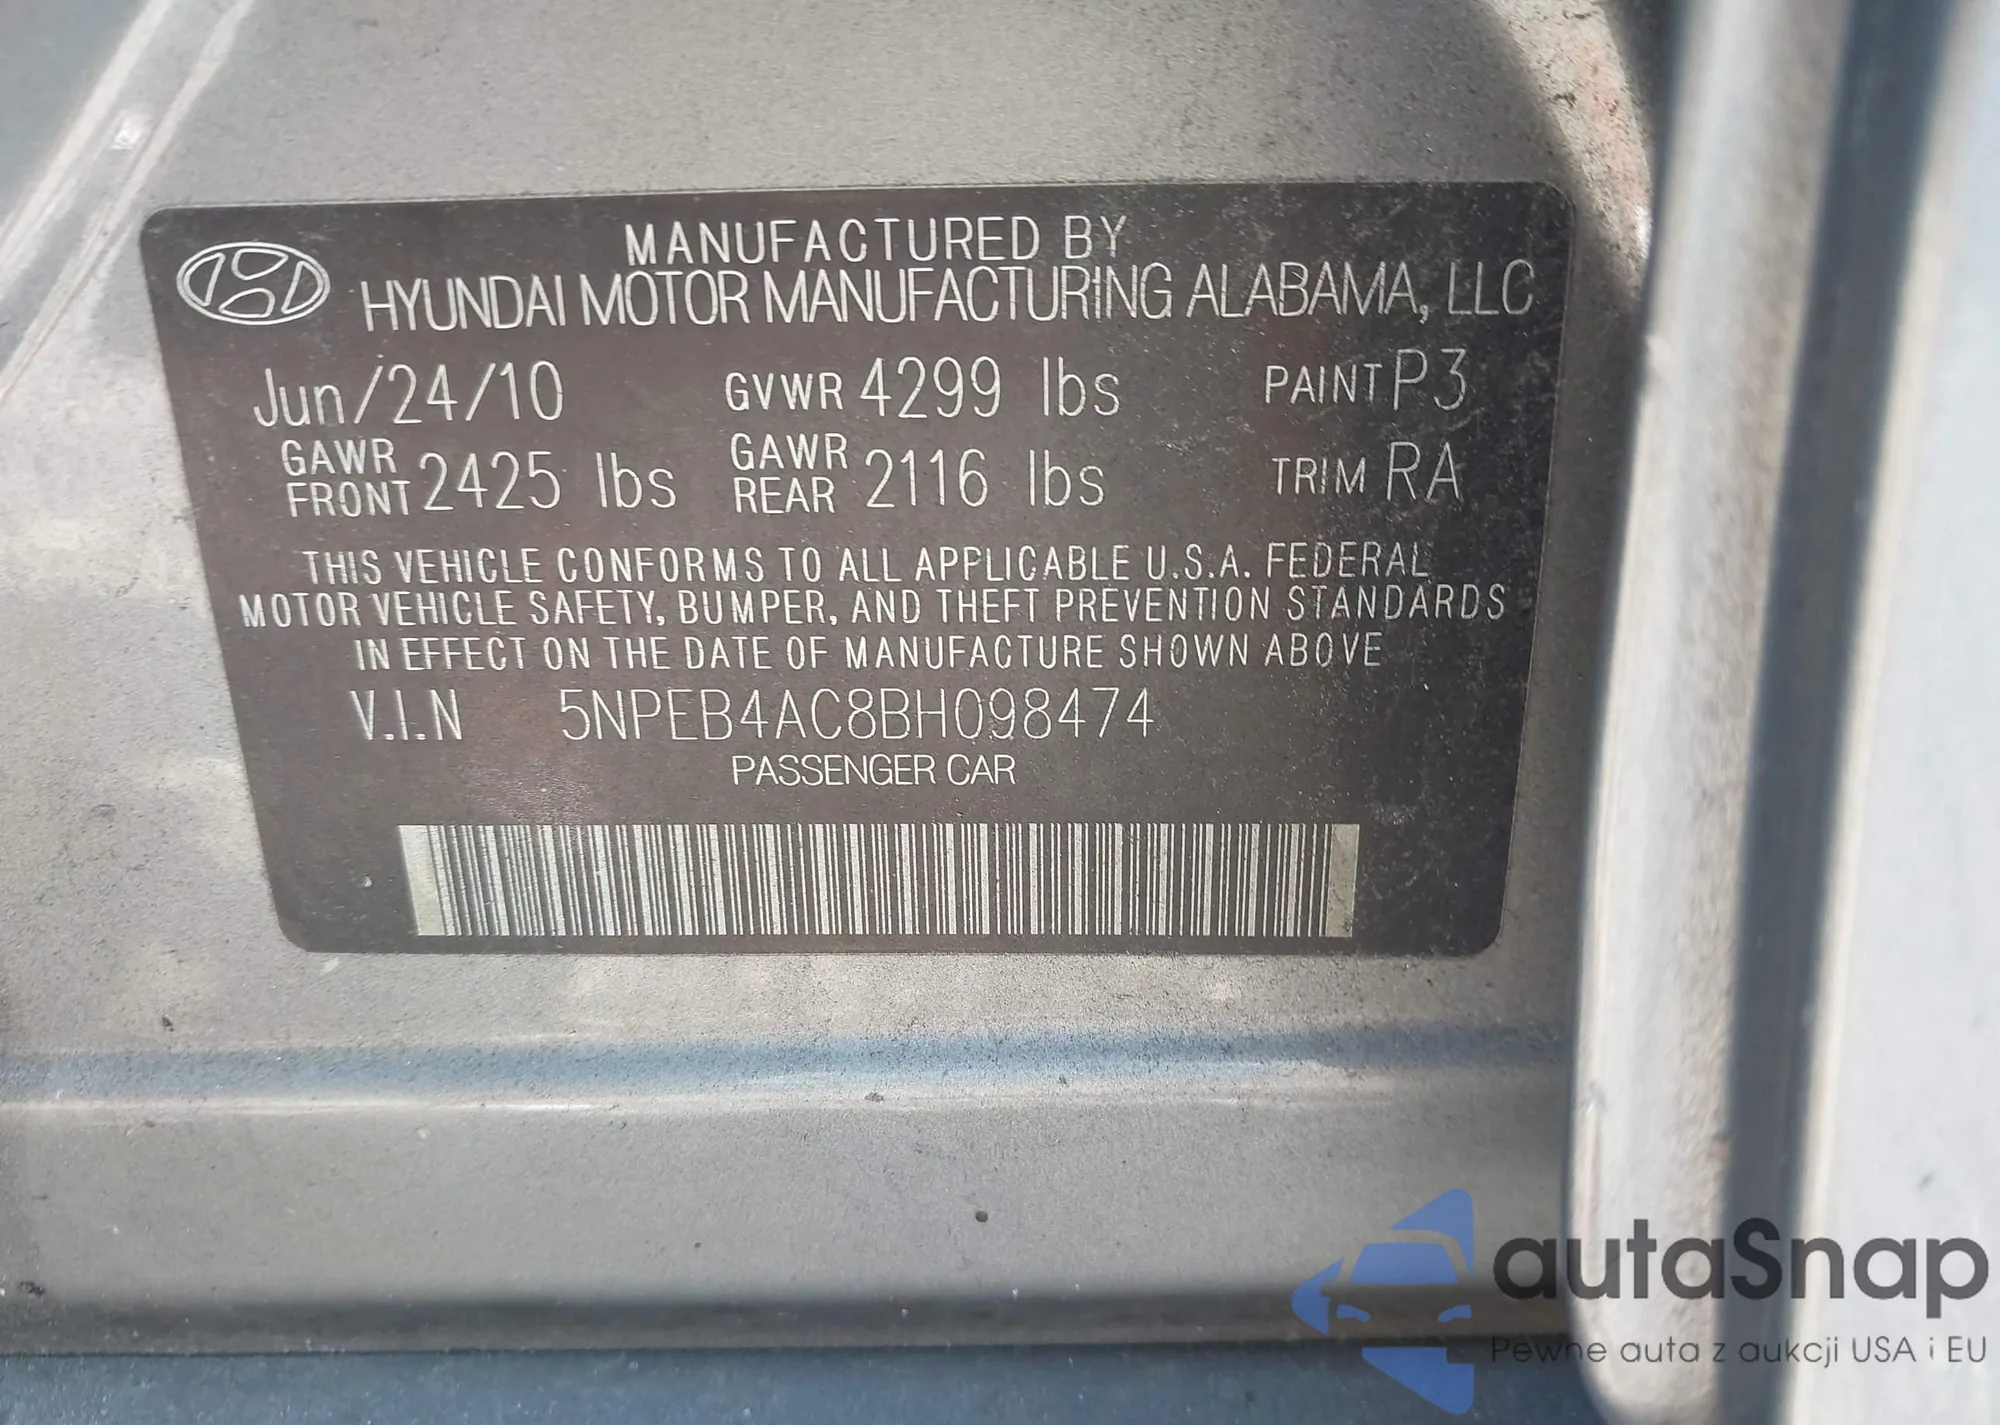 MANUFACTURED BY
HYUNDAI MOTOR MANUFACTURING ALABAMA, LLC
Jun/24/10 GVWR 4299 lbs PAINT P3
GAWR FRONT 2425 lbs GAWR REAR 2116 lbs TRIM RA
THIS VEHICLE CONFORMS TO ALL APPLICABLE U.S.A. FEDERAL
MOTOR VEHICLE SAFETY, BUMPER, AND THEFT PREVENTION STANDARDS
IN EFFECT ON THE DATE OF MANUFACTURE SHOWN ABOVE
V.I.N 5NPEB4AC8BH098474
PASSENGER CAR
autaSnap
Pewne auta z aukcji USA i EU